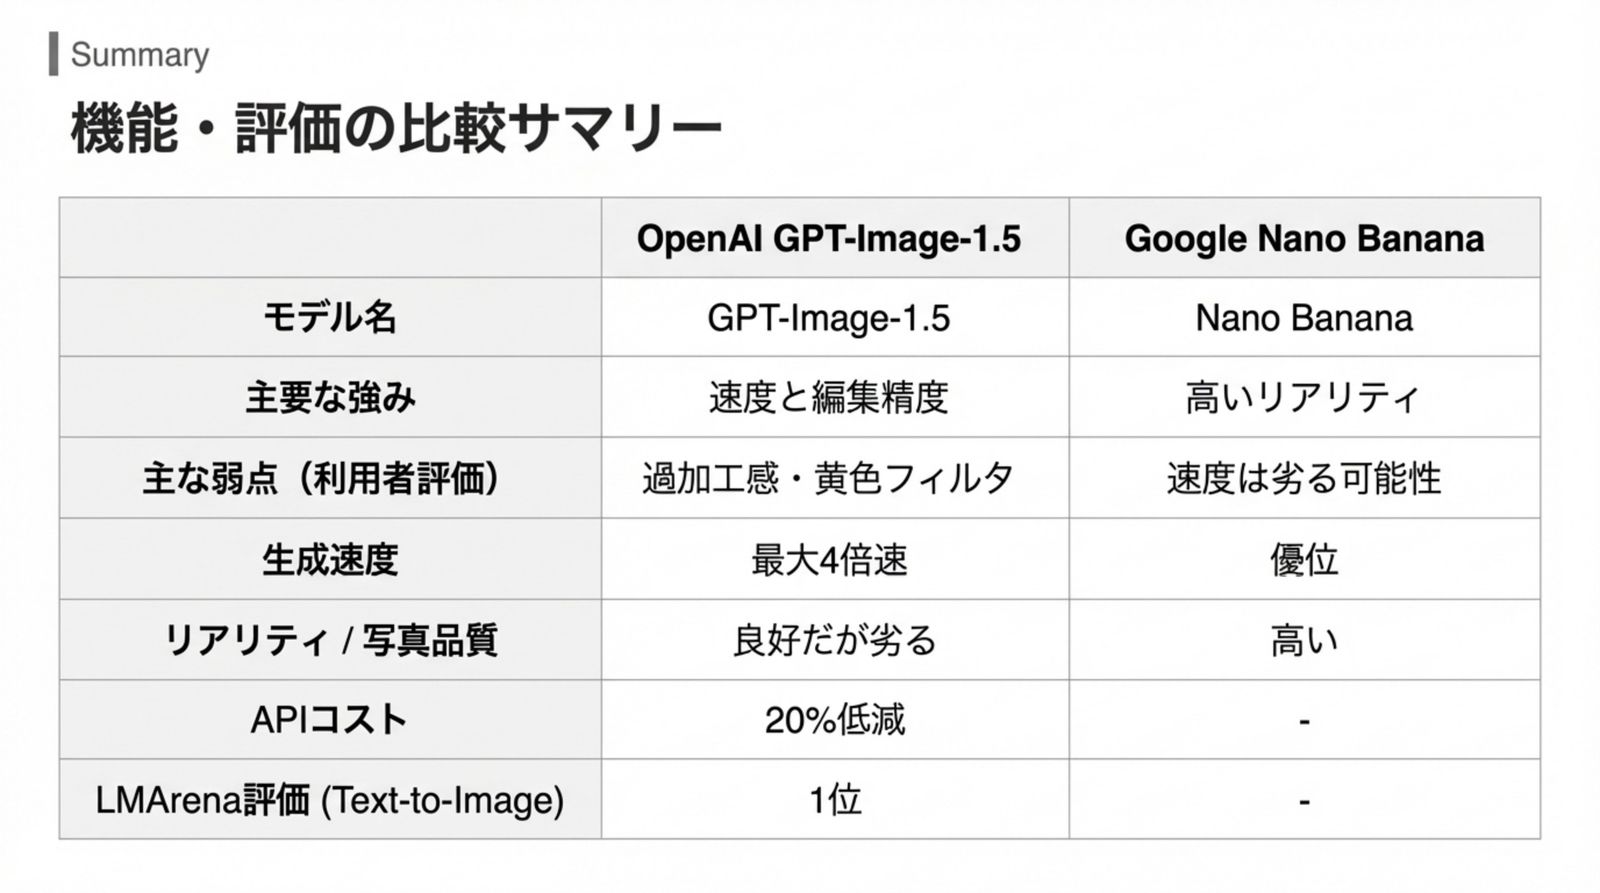 Summary
機能・評価の比較サマリー
OpenAI GPT-Image-1.5 Google Nano Banana
モデル名 GPT-Image-1.5 Nano Banana
主要な強み 速度と編集精度 高いリアリティ
主な弱点（利用者評価） 過加工感・黄色フィルタ 速度は劣る可能性
生成速度 最大4倍速 優位
リアリティ / 写真品質 良好だが劣る 高い
APIコスト 20%低減 -
LMArena評価 (Text-to-Image) 1位 -